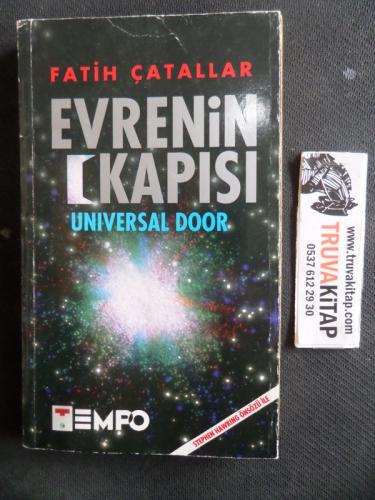 FATİH ÇATALLAR
EVRENİN
KAPISI
UNIVERSAL DOOR
TEMPO
STEPHEN HAWKING ÖNSÖZÜ İLE
www.truvakitap.com
TRUVAKİTAP
0537 612 29 30